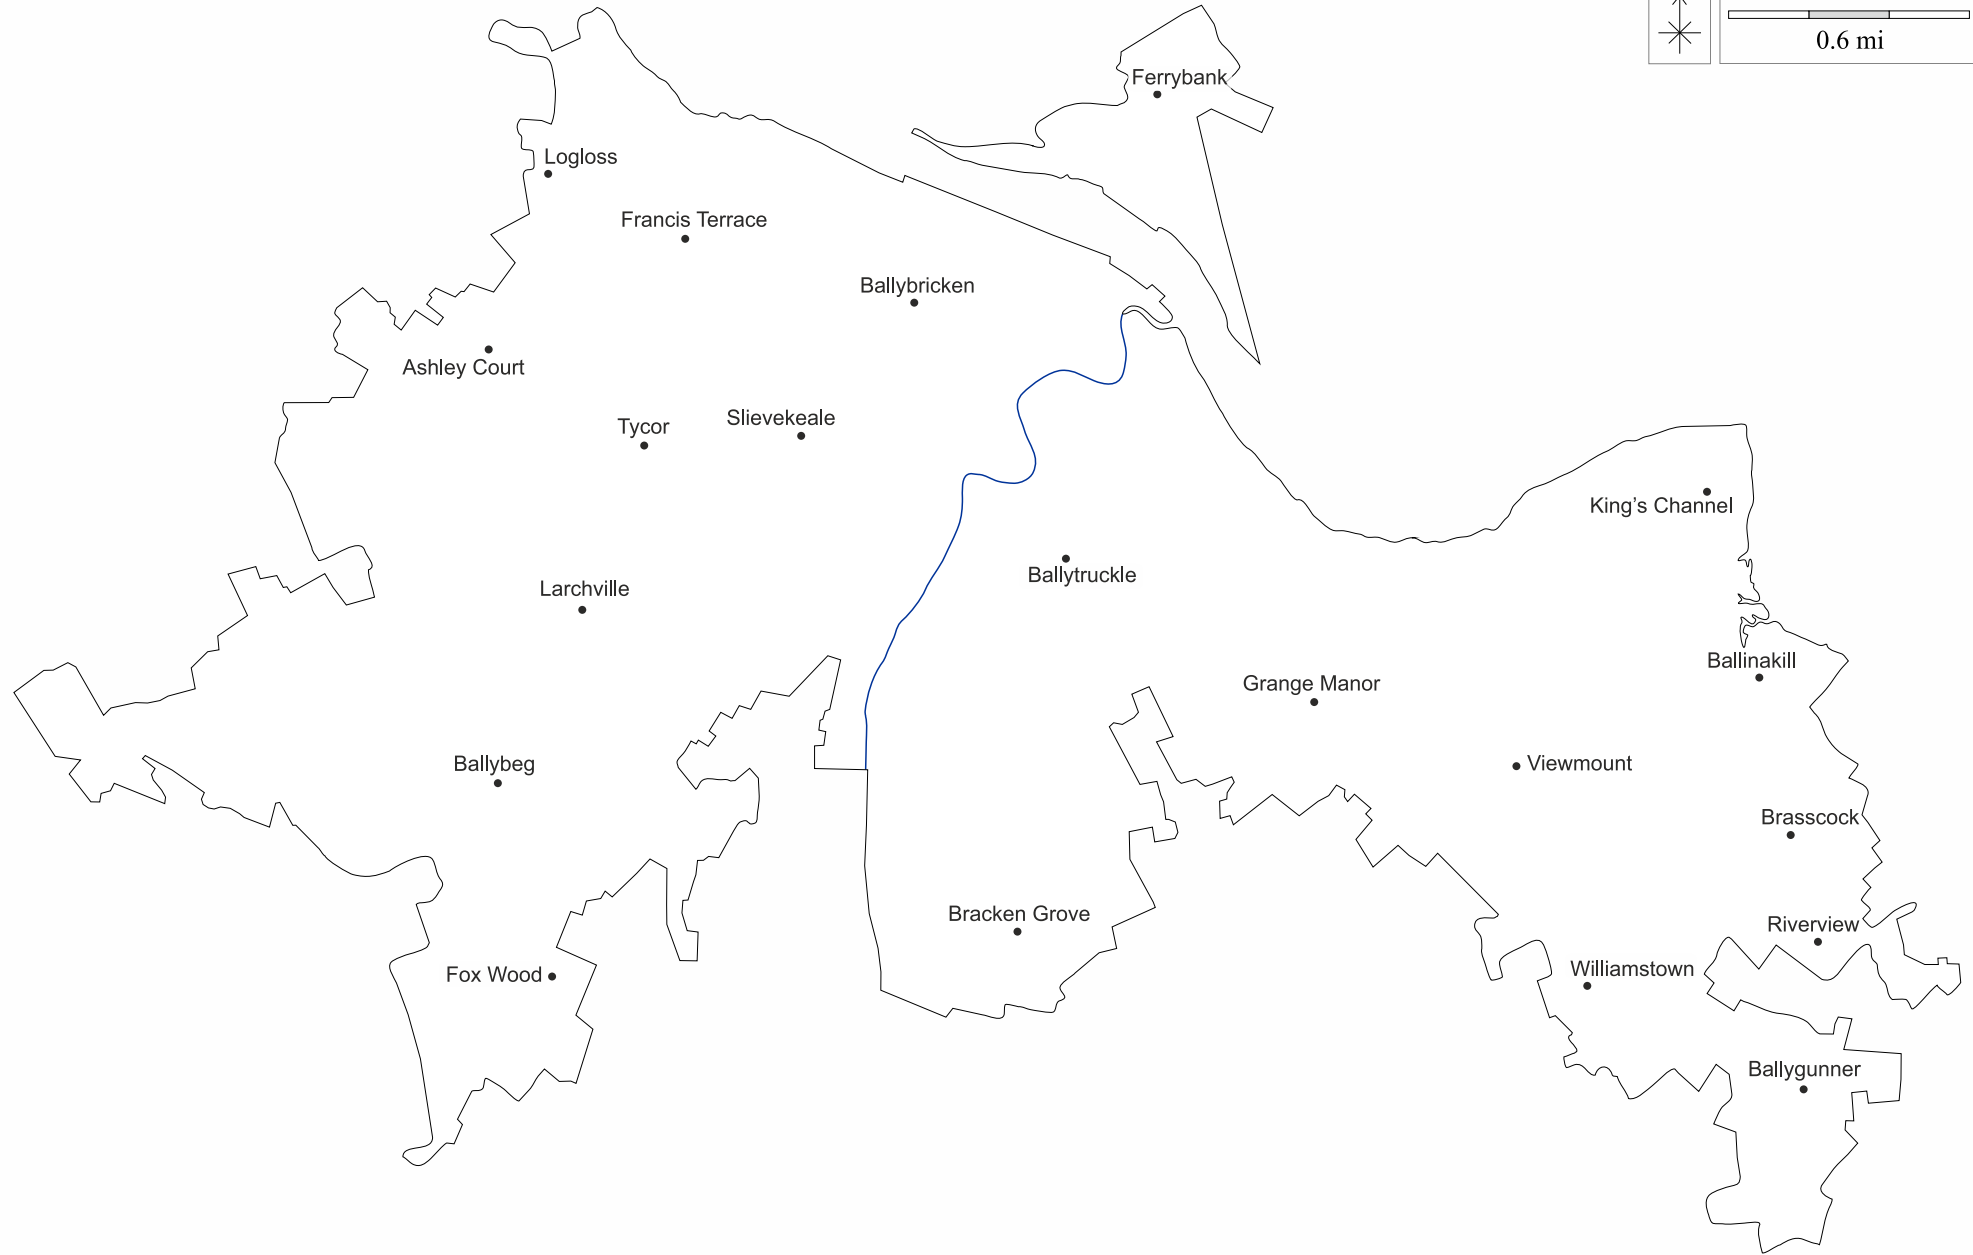 0.6 mi
Ferrybank
Logloss
Francis Terrace
Ballybricken
Ashley Court
Tycor
Slievekeale
King's Channel
Ballytruckle
Larchville
Ballinakill
Grange Manor
Ballybeg
Viewmount
Brasscock
Bracken Grove
Riverview
Fox Wood
Williamstown
Ballygunner